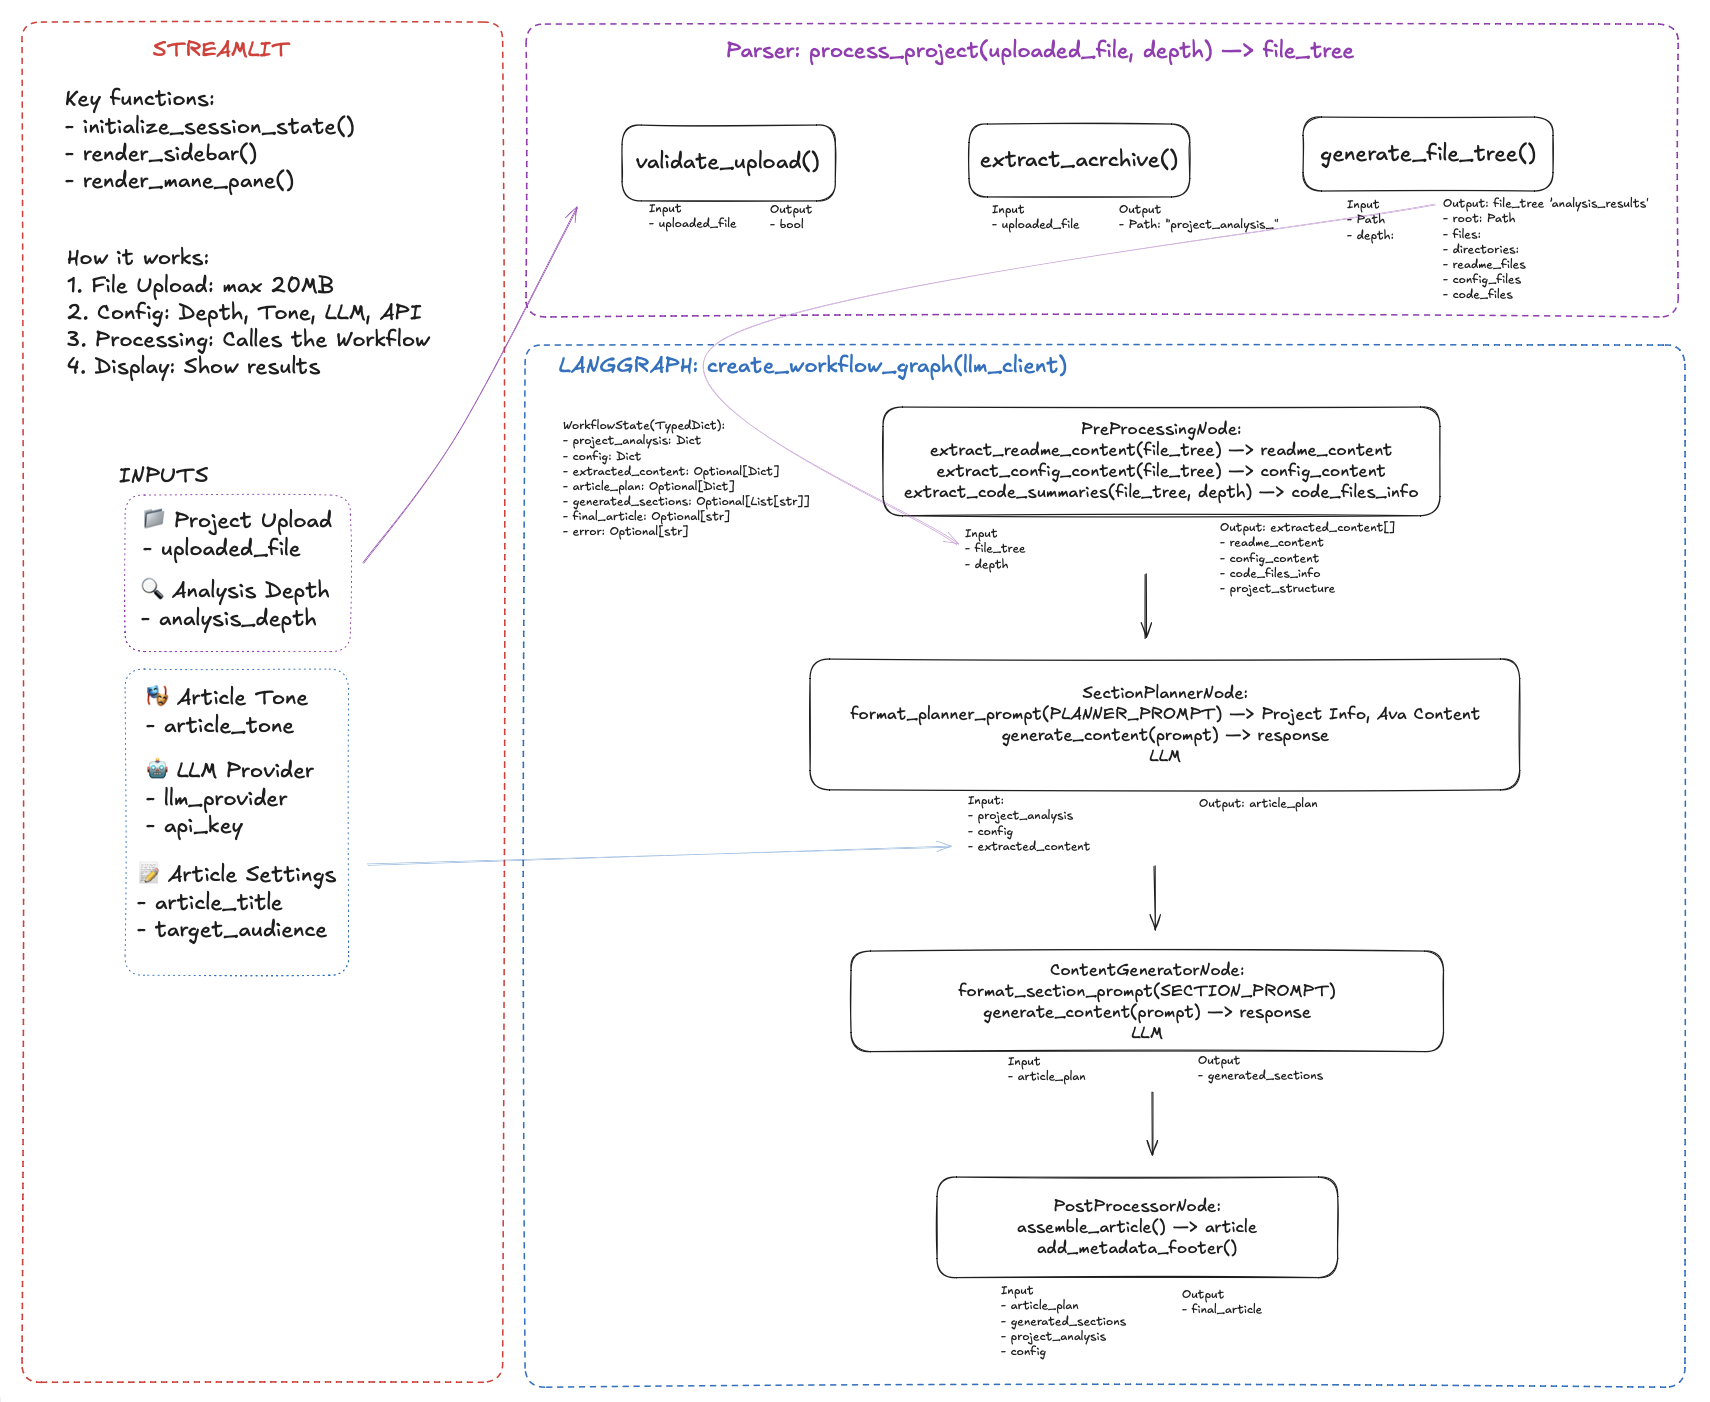 STREAMLIT
Key functions:
- initialize_session_state()
- render_sidebar()
- render_mane_pane()
How it works:
1. File Upload: max 20MB
2. Config: Depth, Tone, LLM, API
3. Processing: Calls the Workflow
4. Display: Show results
INPUTS
Project Upload
- uploaded_file
Analysis Depth
- analysis_depth
Article Tone
- article_tone
LLM Provider
- llm_provider
- api_key
Article Settings
- article_title
- target_audience
Parser: process_project(uploaded_file, depth) —> file_tree
validate_upload()
Input
- uploaded_file
Output
- bool
extract_acrchive()
Input
- uploaded_file
Output
- Path: "project_analysis_"
generate_file_tree()
Input
- Path
- depth:
Output: file_tree 'analysis_results'
- root: Path
- files:
- directories:
- readme_files
- config_files
- code_files
LANGGRAPH: create_workflow_graph(llm_client)
WorkflowState(TypedDict):
- project_analysis: Dict
- config: Dict
- extracted_content: Optional[Dict]
- article_plan: Optional[Dict]
- generated_sections: Optional[List[str]]
- final_article: Optional[str]
- error: Optional[str]
PreProcessingNode:
extract_readme_content(file_tree) —> readme_content
extract_config_content(file_tree) —> config_content
extract_code_summaries(file_tree, depth) —> code_files_info
Input
- file_tree
- depth
Output: extracted_content[]
- readme_content
- config_content
- code_files_info
- project_structure
SectionPlannerNode:
format_planner_prompt(PLANNER_PROMPT) —> Project Info, Ava Content
generate_content(prompt) —> response
LLM
Input:
- project_analysis
- config
- extracted_content
Output: article_plan
ContentGeneratorNode:
format_section_prompt(SECTION_PROMPT)
generate_content(prompt) —> response
LLM
Input
- article_plan
Output
- generated_sections
PostProcessorNode:
assemble_article() —> article
add_metadata_footer()
Input
- article_plan
- generated_sections
- project_analysis
- config
Output
- final_article